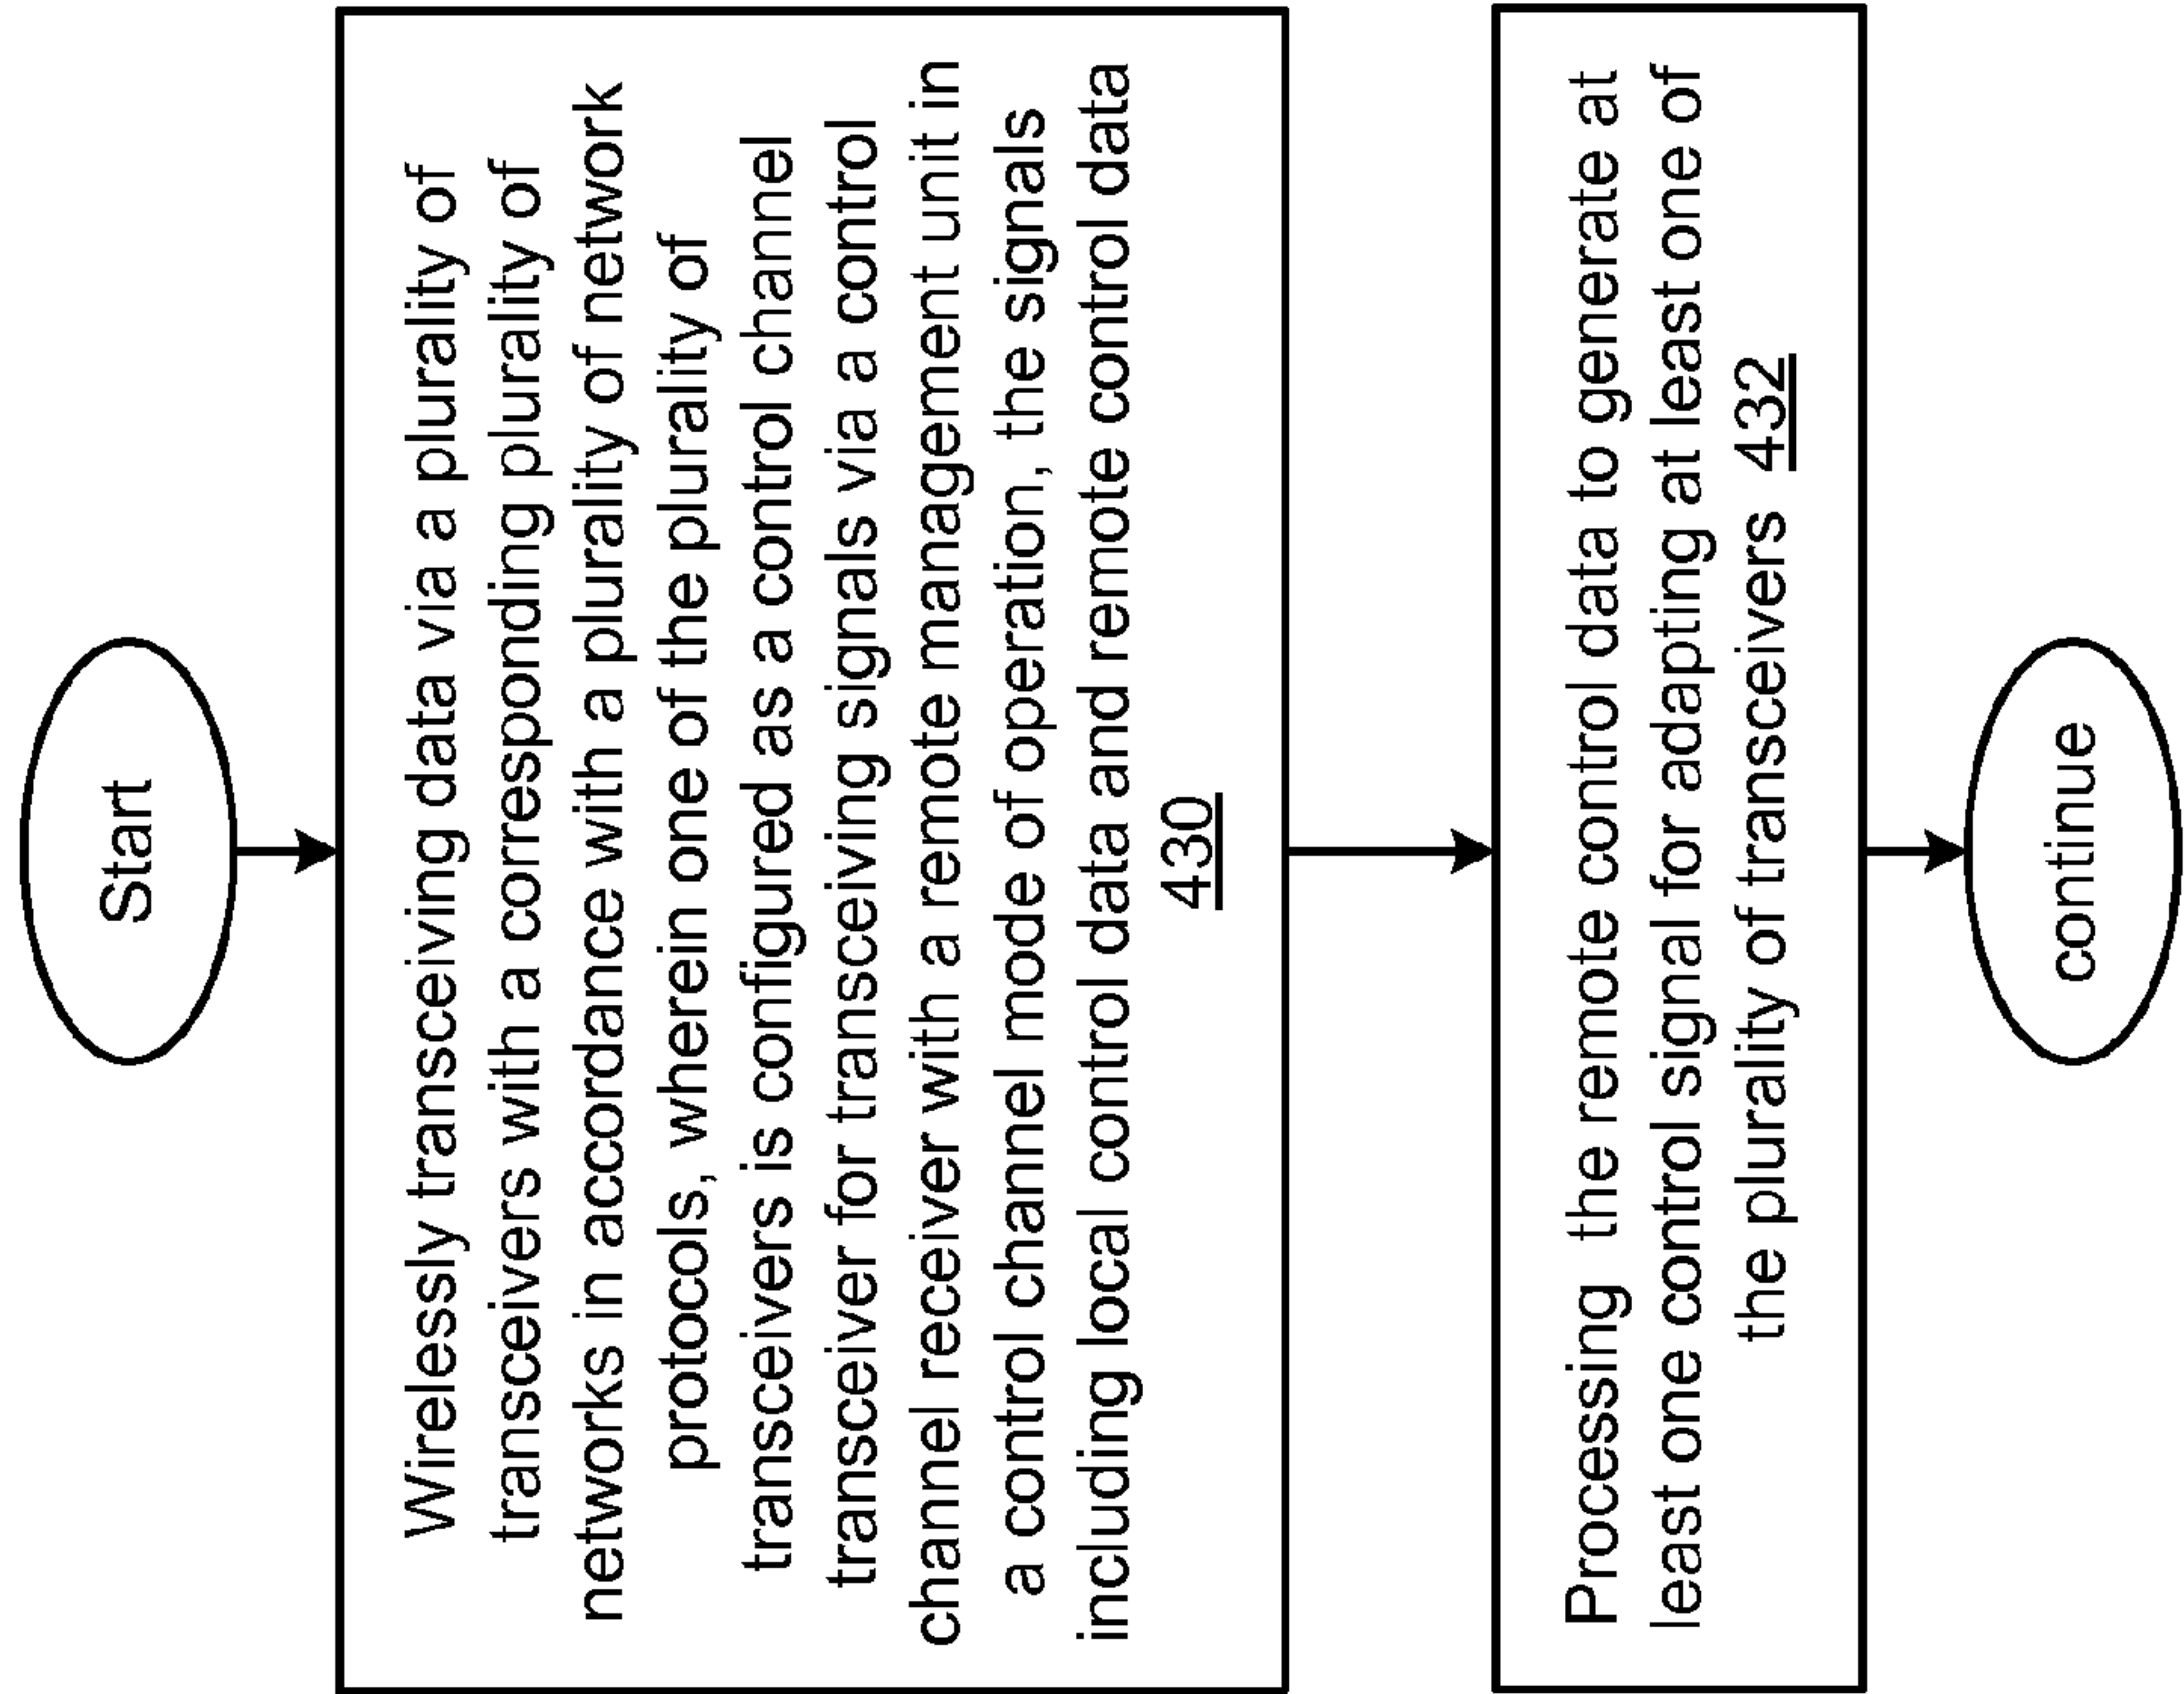 Start
Wirelessly transceiving data via a plurality of
transceivers with a corresponding plurality of
networks in accordance with a plurality of network
protocols, wherein one of the plurality of
transceivers is configured as a control channel
transceiver for transceiving signals via a control
channel receiver with a remote management unit in
a control channel mode of operation, the signals
including local control data and remote control data
430
Processing the remote control data to generate at
least one control signal for adapting at least one of
the plurality of transceivers 432
continue